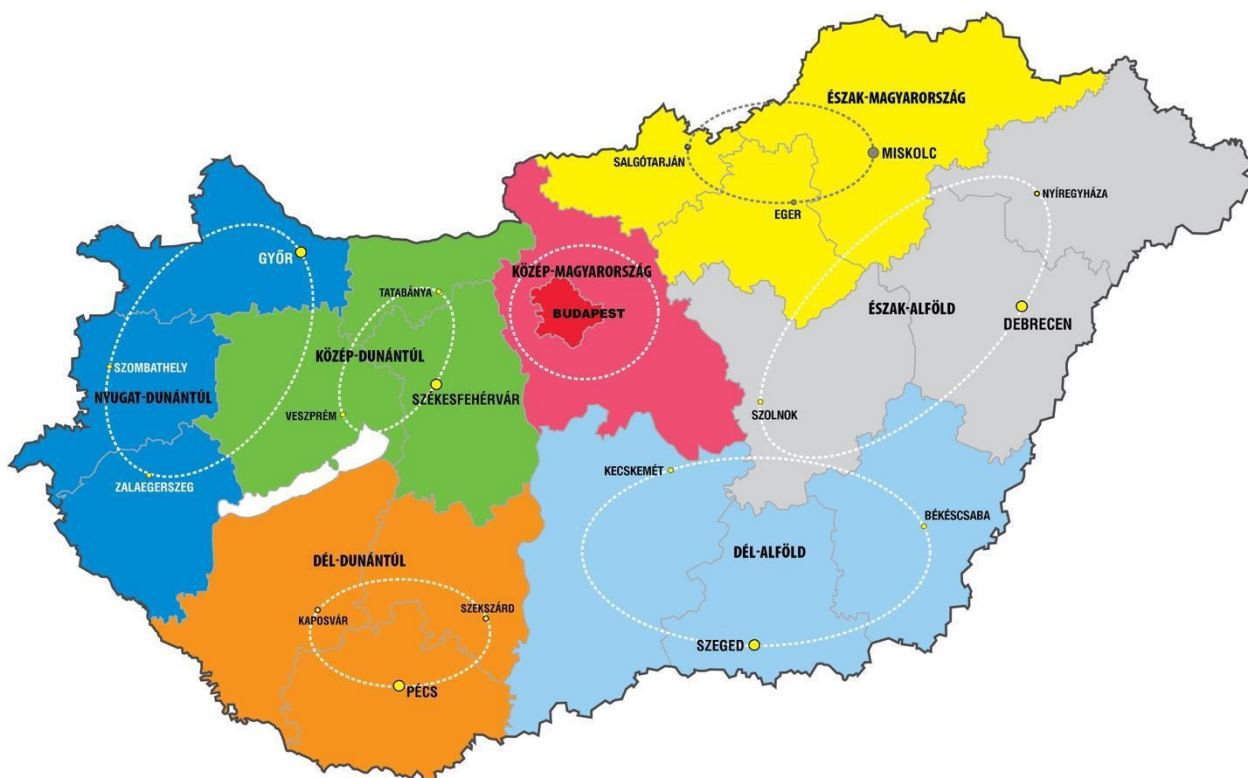 ÉSZAK-MAGYARORSZÁG
SALGÓTARJÁN
MISKOLC
EGER
NYÍREGYHÁZA
GYŐR
KÖZÉP-MAGYARORSZÁG
TATABÁNYA
BUDAPEST
ÉSZAK-ALFÖLD
DEBRECEN
KÖZÉP-DUNÁNTÚL
SZOMBATHELY
NYUGAT-DUNÁNTÚL
SZÉKESFEHÉRVÁR
VESZPRÉM
SZOLNOK
KECSKEMÉT
ZALAEGERSZEG
BÉKÉSCSABA
DÉL-ALFÖLD
DÉL-DUNÁNTÚL
SZEKSZÁRD
KAPOSVÁR
SZEGED
PÉCS